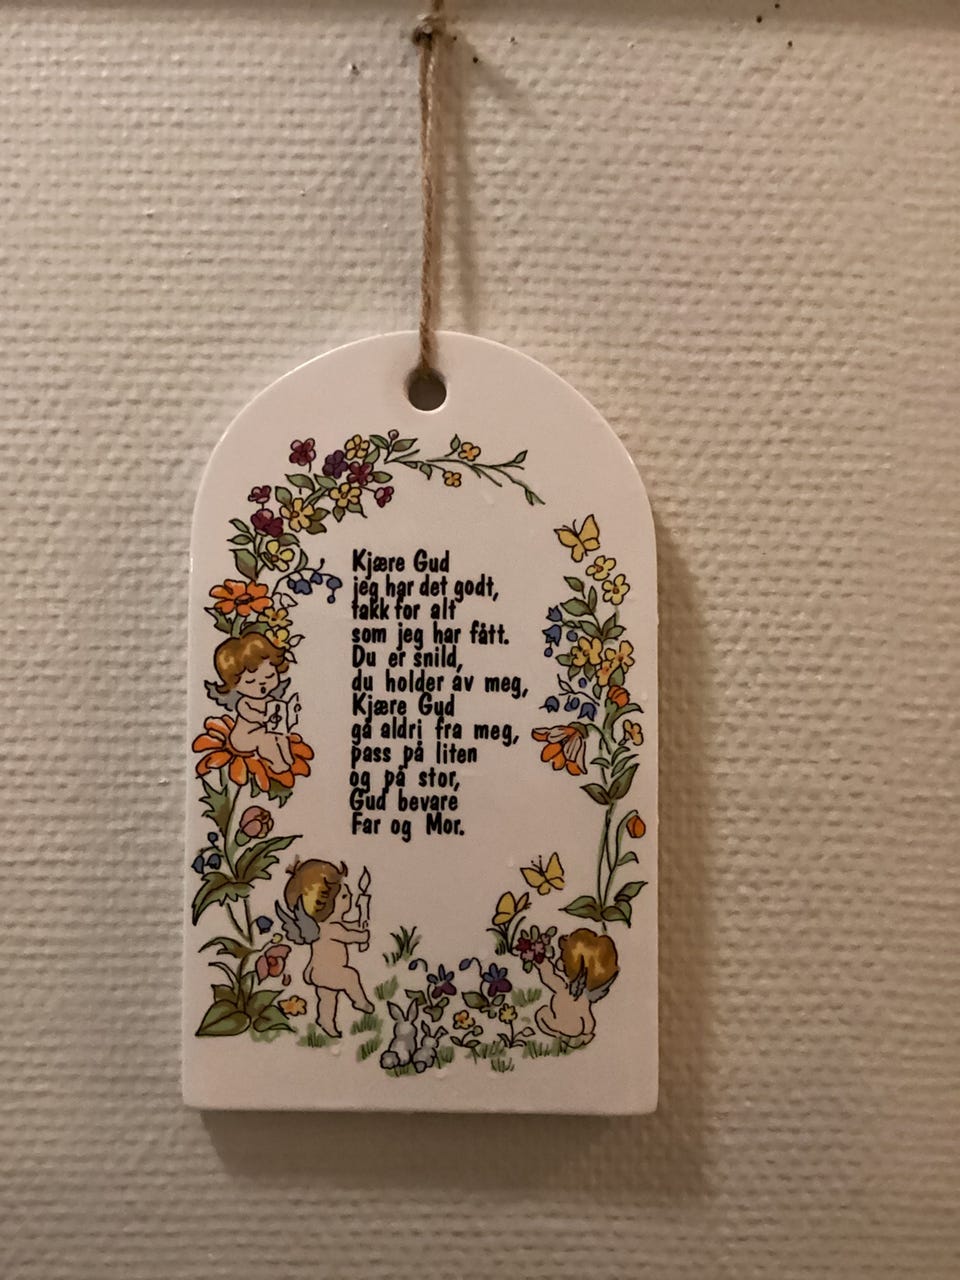 Kjære Gud
jeg har det godt,
takk for alt
som jeg har fått.
Du er snild,
du holder av meg,
Kjære Gud
gå aldri fra meg,
pass på liten
og på stor,
Gud bevare
Far og Mor.